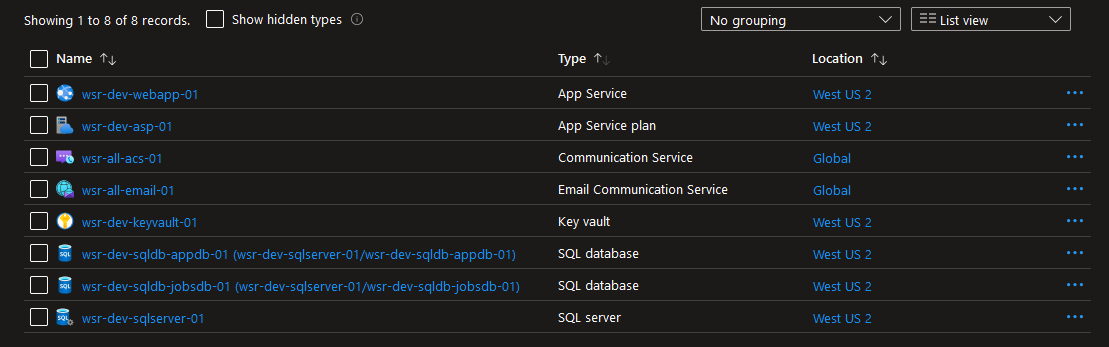 Showing 1 to 8 of 8 records. Show hidden types No grouping List view
Name Type Location
wsr-dev-webapp-01 App Service West US 2
wsr-dev-asp-01 App Service plan West US 2
wsr-all-acs-01 Communication Service Global
wsr-all-email-01 Email Communication Service Global
wsr-dev-keyvault-01 Key vault West US 2
SQL wsr-dev-sqldb-appdb-01 (wsr-dev-sqlserver-01/wsr-dev-sqldb-appdb-01) SQL database West US 2
SQL wsr-dev-sqldb-jobsdb-01 (wsr-dev-sqlserver-01/wsr-dev-sqldb-jobsdb-01) SQL database West US 2
SQL wsr-dev-sqlserver-01 SQL server West US 2